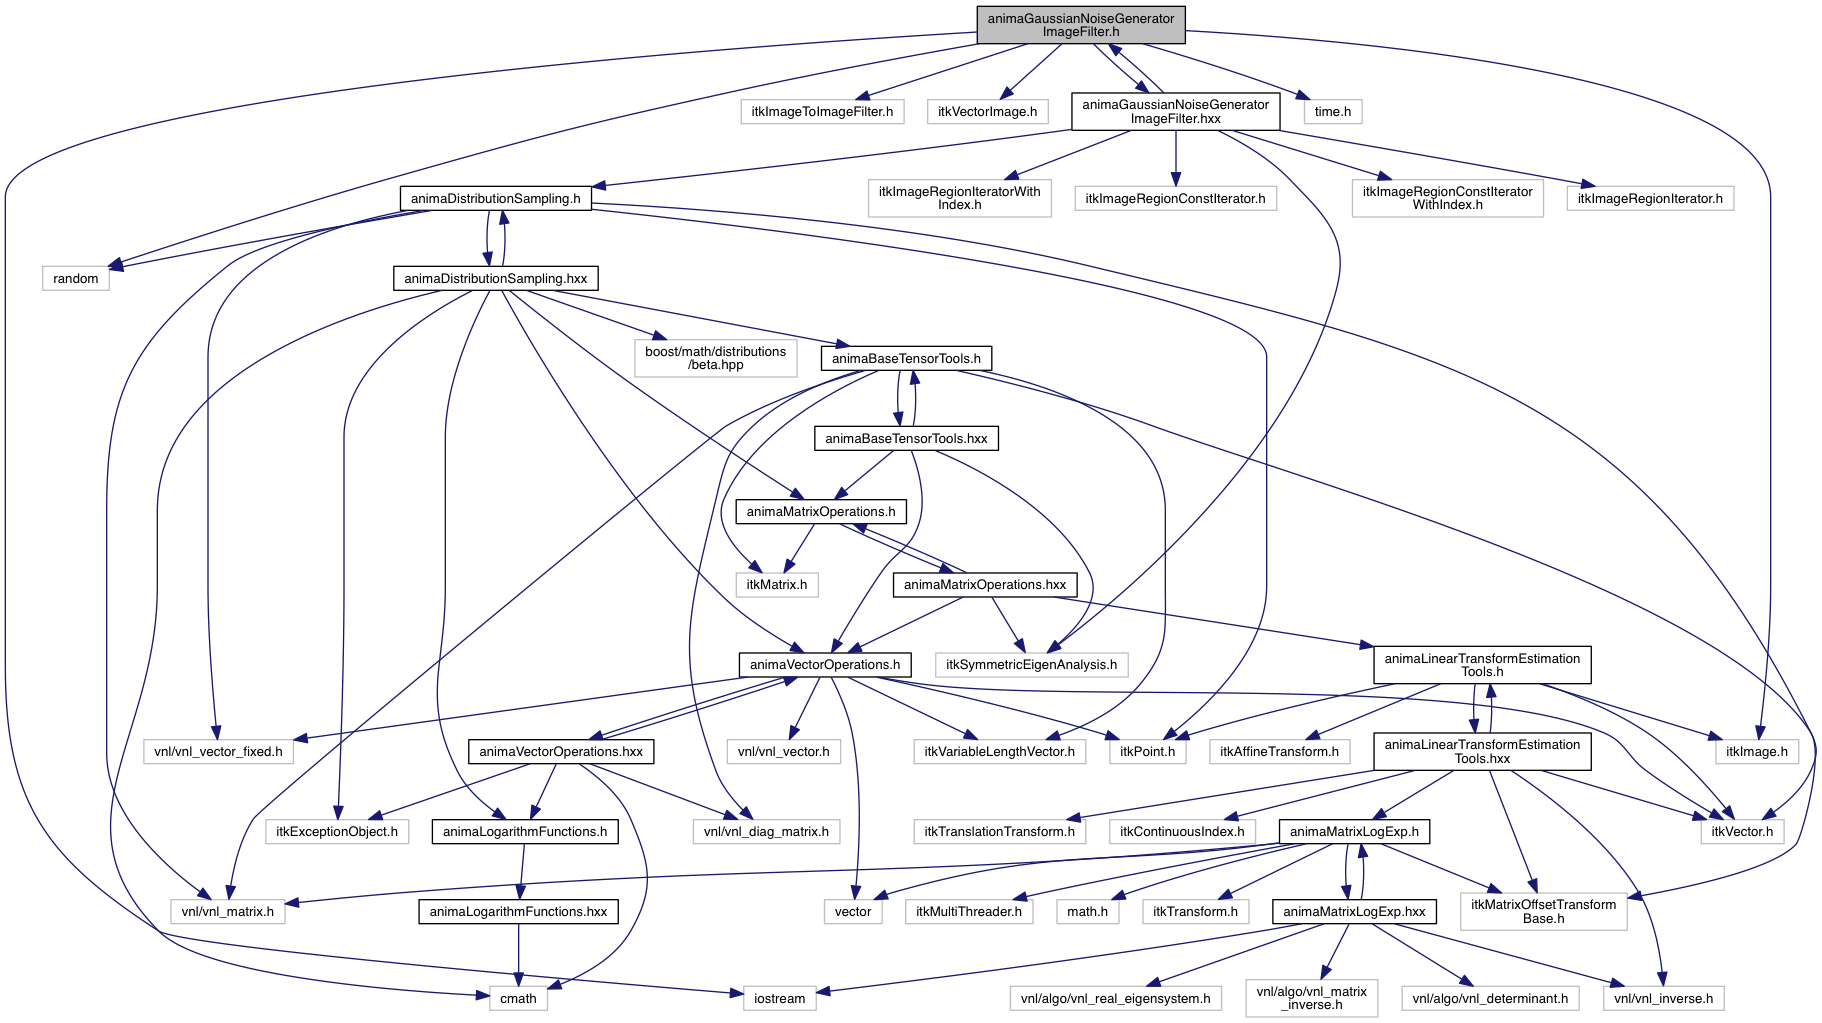 animaGaussianNoiseGenerator
ImageFilter.h
itkImageToImageFilter.h
itkVectorImage.h
animaGaussianNoiseGenerator
ImageFilter.hxx
time.h
animaDistributionSampling.h
itkImageRegionIteratorWith
Index.h
itkImageRegionConstIterator.h
itkImageRegionConstIterator
WithIndex.h
itkImageRegionIterator.h
random
animaDistributionSampling.hxx
boost/math/distributions
/beta.hpp
animaBaseTensorTools.h
animaBaseTensorTools.hxx
animaMatrixOperations.h
itkMatrix.h
animaMatrixOperations.hxx
animaVectorOperations.h
itkSymmetricEigenAnalysis.h
animaLinearTransformEstimation
Tools.h
vnl/vnl_vector_fixed.h
animaVectorOperations.hxx
vnl/vnl_vector.h
itkVariableLengthVector.h
itkPoint.h
itkAffineTransform.h
animaLinearTransformEstimation
Tools.hxx
itkImage.h
itkExceptionObject.h
animaLogarithmFunctions.h
vnl/vnl_diag_matrix.h
itkTranslationTransform.h
itkContinuousIndex.h
animaMatrixLogExp.h
itkVector.h
vnl/vnl_matrix.h
animaLogarithmFunctions.hxx
vector
itkMultiThreader.h
math.h
itkTransform.h
animaMatrixLogExp.hxx
itkMatrixOffsetTransform
Base.h
cmath
iostream
vnl/algo/vnl_real_eigensystem.h
vnl/algo/vnl_matrix
_inverse.h
vnl/algo/vnl_determinant.h
vnl/vnl_inverse.h